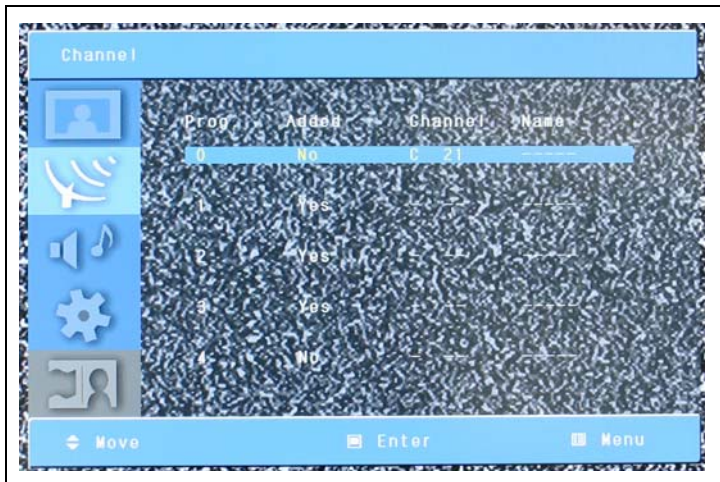 Channel
Prog Added Channel Name
0 No C 21 -----
1 Yes - -- -----
2 Yes - -- -----
3 Yes - -- -----
4 No - -- -----
Move Enter Menu